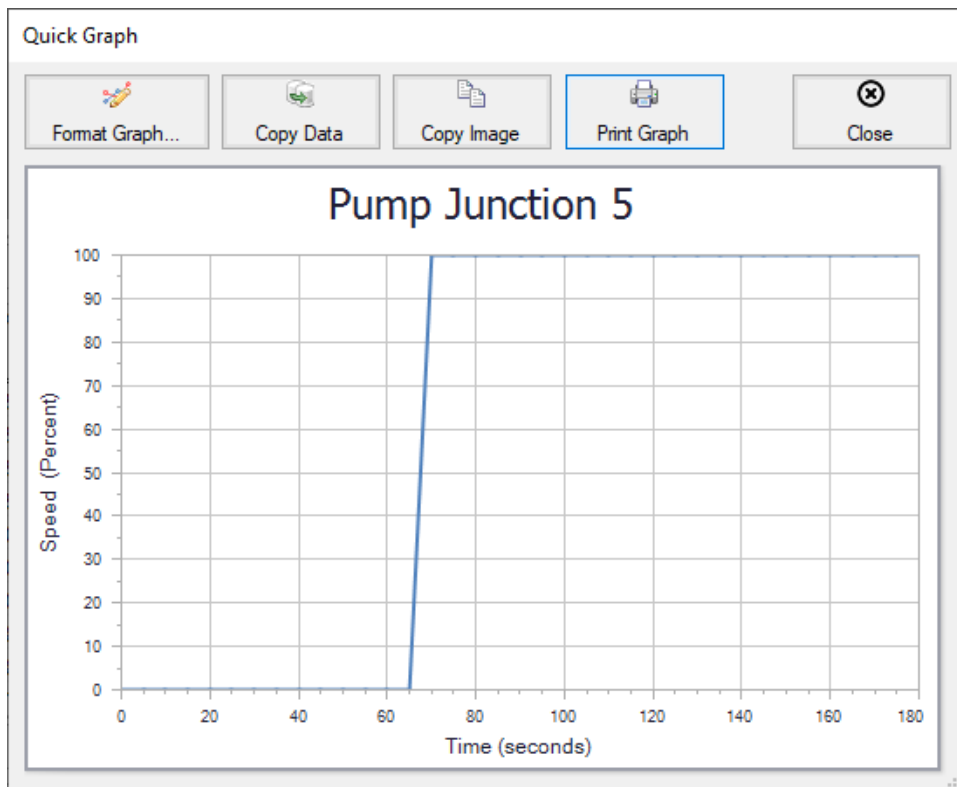 Quick Graph
Format Graph... Copy Data Copy Image Print Graph Close
Pump Junction 5
100
90
80
70
60
50
40
30
20
10
0
Speed (Percent)
0 20 40 60 80 100 120 140 160 180
Time (seconds)